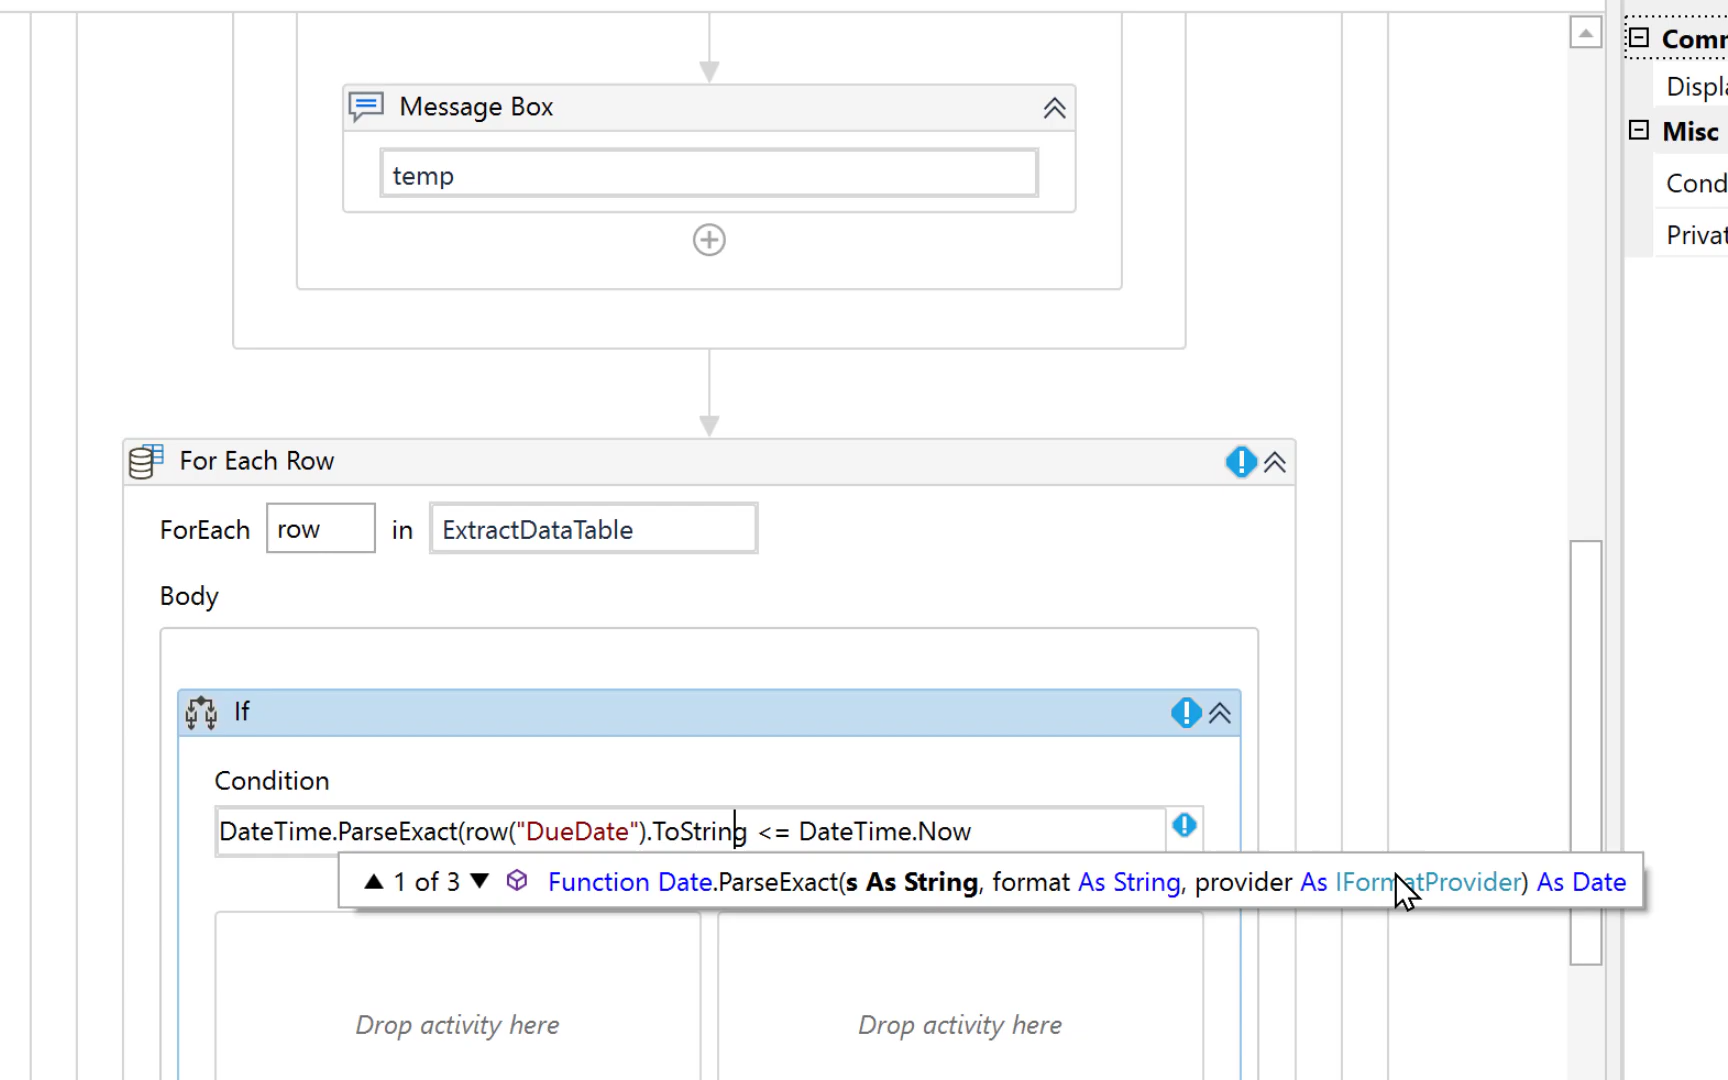 Message Box
temp
For Each Row
ForEach row in ExtractDataTable
Body
If
Condition
DateTime.ParseExact(row("DueDate").ToString <= DateTime.Now
▲ 1 of 3 ▼ Function Date.ParseExact(s As String, format As String, provider As IFormatProvider) As Date
Drop activity here
Drop activity here
Comm
Displa
Misc
Cond
Privat